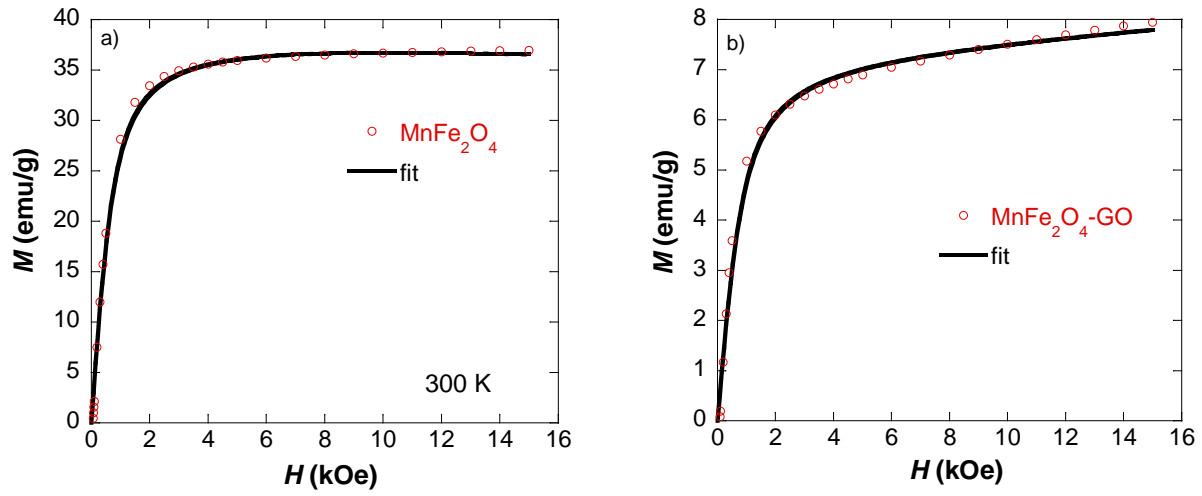 a)
M (emu/g)
40
35
30
25
20
15
10
5
0
MnFe₂O₄
fit
300 K
0 2 4 6 8 10 12 14 16
H (kOe)
b)
M (emu/g)
8
7
6
5
4
3
2
1
0
MnFe₂O₄-GO
fit
0 2 4 6 8 10 12 14 16
H (kOe)